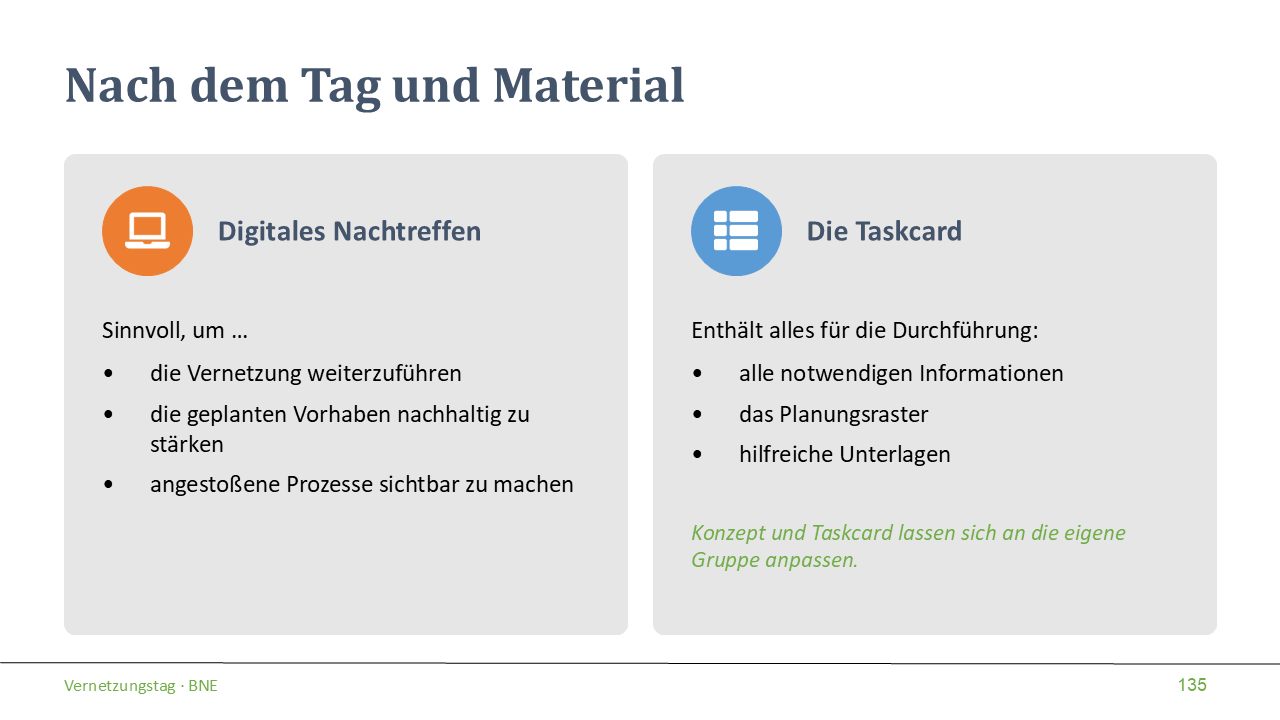 Nach dem Tag und Material
Digitales Nachtreffen
Sinnvoll, um …
• die Vernetzung weiterzuführen
• die geplanten Vorhaben nachhaltig zu
stärken
• angestoßene Prozesse sichtbar zu machen
Die Taskcard
Enthält alles für die Durchführung:
• alle notwendigen Informationen
• das Planungsraster
• hilfreiche Unterlagen
Konzept und Taskcard lassen sich an die eigene
Gruppe anpassen.
Vernetzungstag · BNE
135